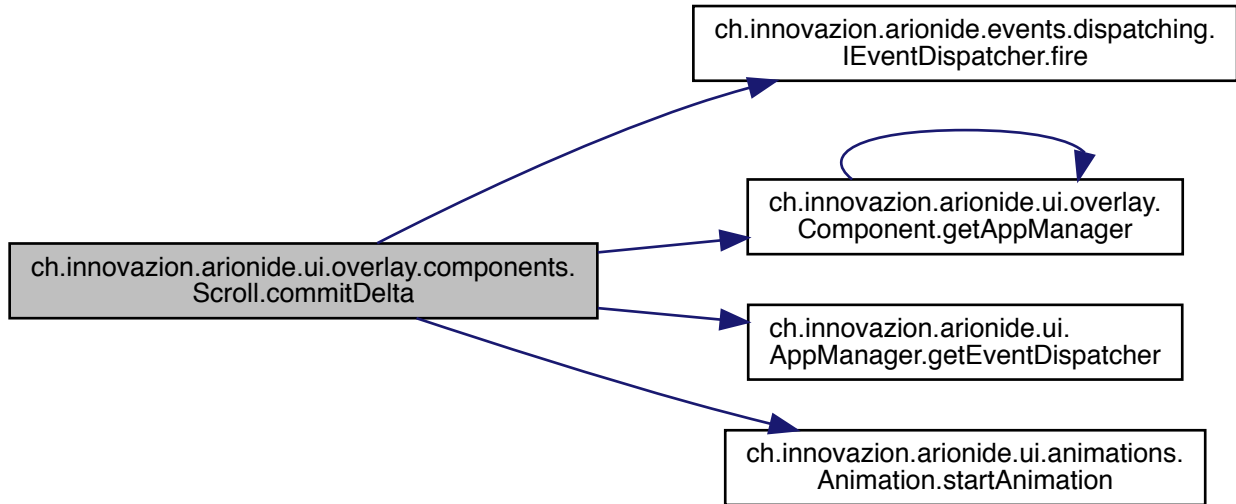 ch.innovazion.arionide.events.dispatching.
IEventDispatcher.fire
ch.innovazion.arionide.ui.overlay.
Component.getAppManager
ch.innovazion.arionide.ui.overlay.components.
Scroll.commitDelta
ch.innovazion.arionide.ui.
AppManager.getEventDispatcher
ch.innovazion.arionide.ui.animations.
Animation.startAnimation